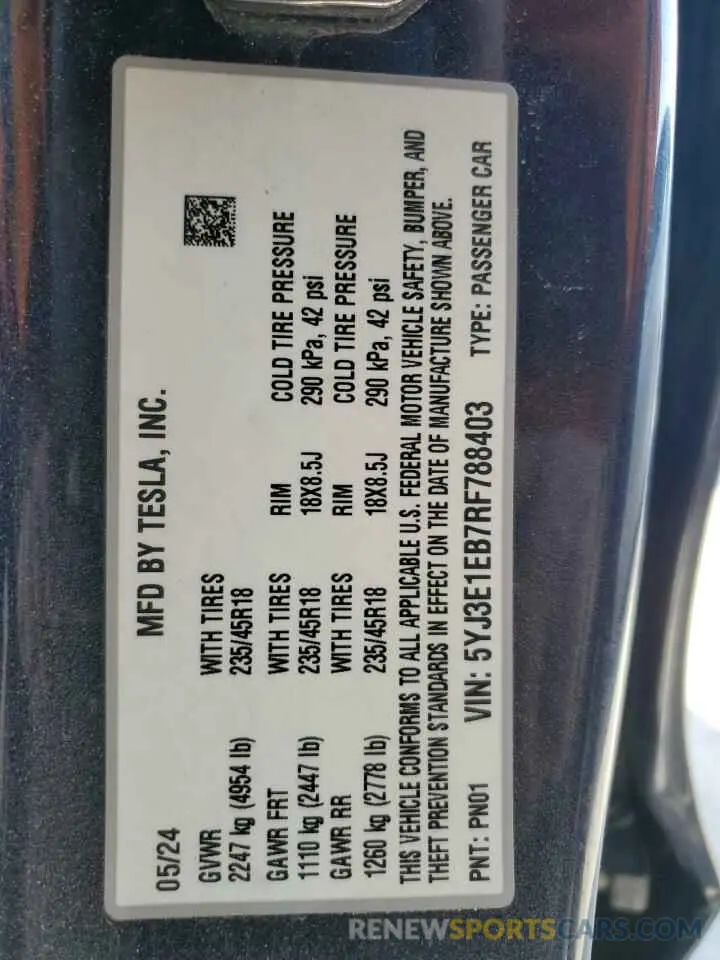 MFD BY TESLA, INC.
05/24
GVWR WITH TIRES
2247 kg (4954 lb) 235/45R18
GAWR FRT WITH TIRES RIM COLD TIRE PRESSURE
1110 kg (2447 lb) 235/45R18 18X8.5J 290 kPa, 42 psi
GAWR RR WITH TIRES RIM COLD TIRE PRESSURE
1260 kg (2778 lb) 235/45R18 18X8.5J 290 kPa, 42 psi
THIS VEHICLE CONFORMS TO ALL APPLICABLE U.S. FEDERAL MOTOR VEHICLE SAFETY, BUMPER, AND
THEFT PREVENTION STANDARDS IN EFFECT ON THE DATE OF MANUFACTURE SHOWN ABOVE.
PNT: PN01 VIN: 5YJ3E1EB7RF788403 TYPE: PASSENGER CAR
RENEWSPORTSCARS.COM